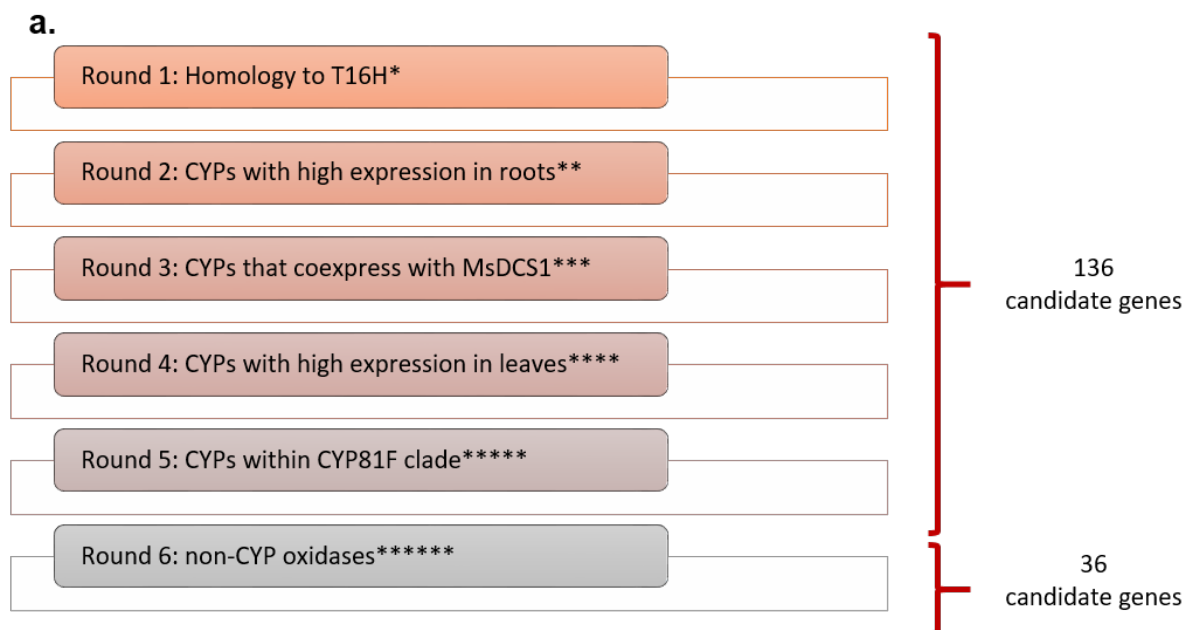 a.
Round 1: Homology to T16H*
Round 2: CYPs with high expression in roots**
Round 3: CYPs that coexpress with MsDCS1***
Round 4: CYPs with high expression in leaves****
Round 5: CYPs within CYP81F clade*****
Round 6: non-CYP oxidases******
136
candidate genes
36
candidate genes